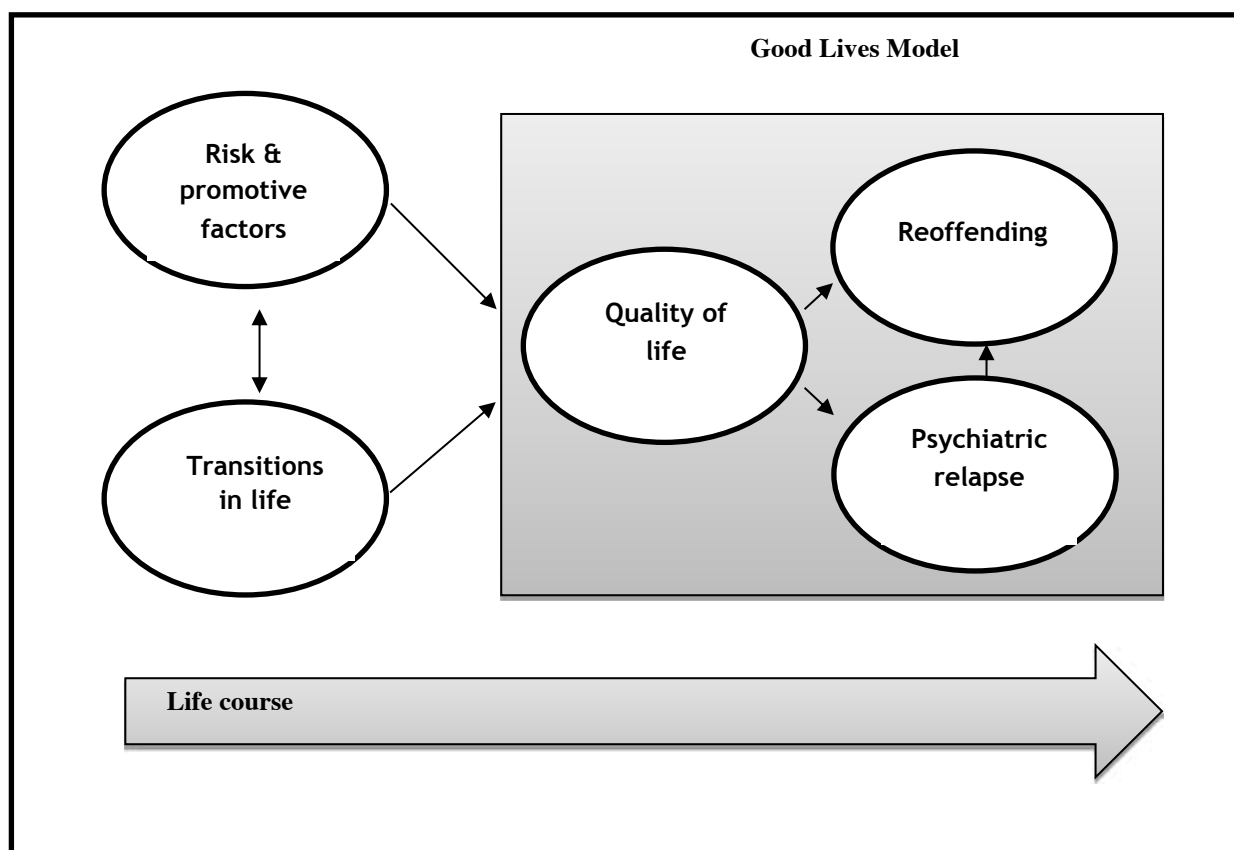 Good Lives Model
Risk &
promotive
factors
Reoffending
Quality of
life
Transitions
in life
Psychiatric
relapse
Life course